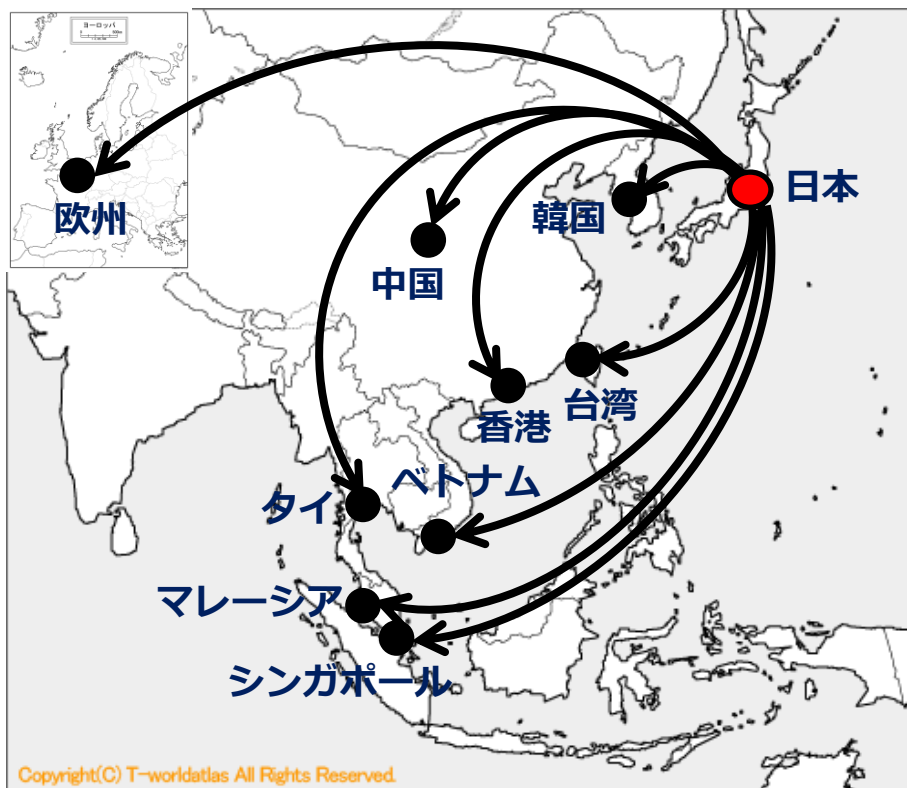 ヨーロッパ
欧州
日本
韓国
中国
台湾
香港
ベトナム
タイ
マレーシア
シンガポール
Copyright(C) T-worldatlas All Rights Reserved.